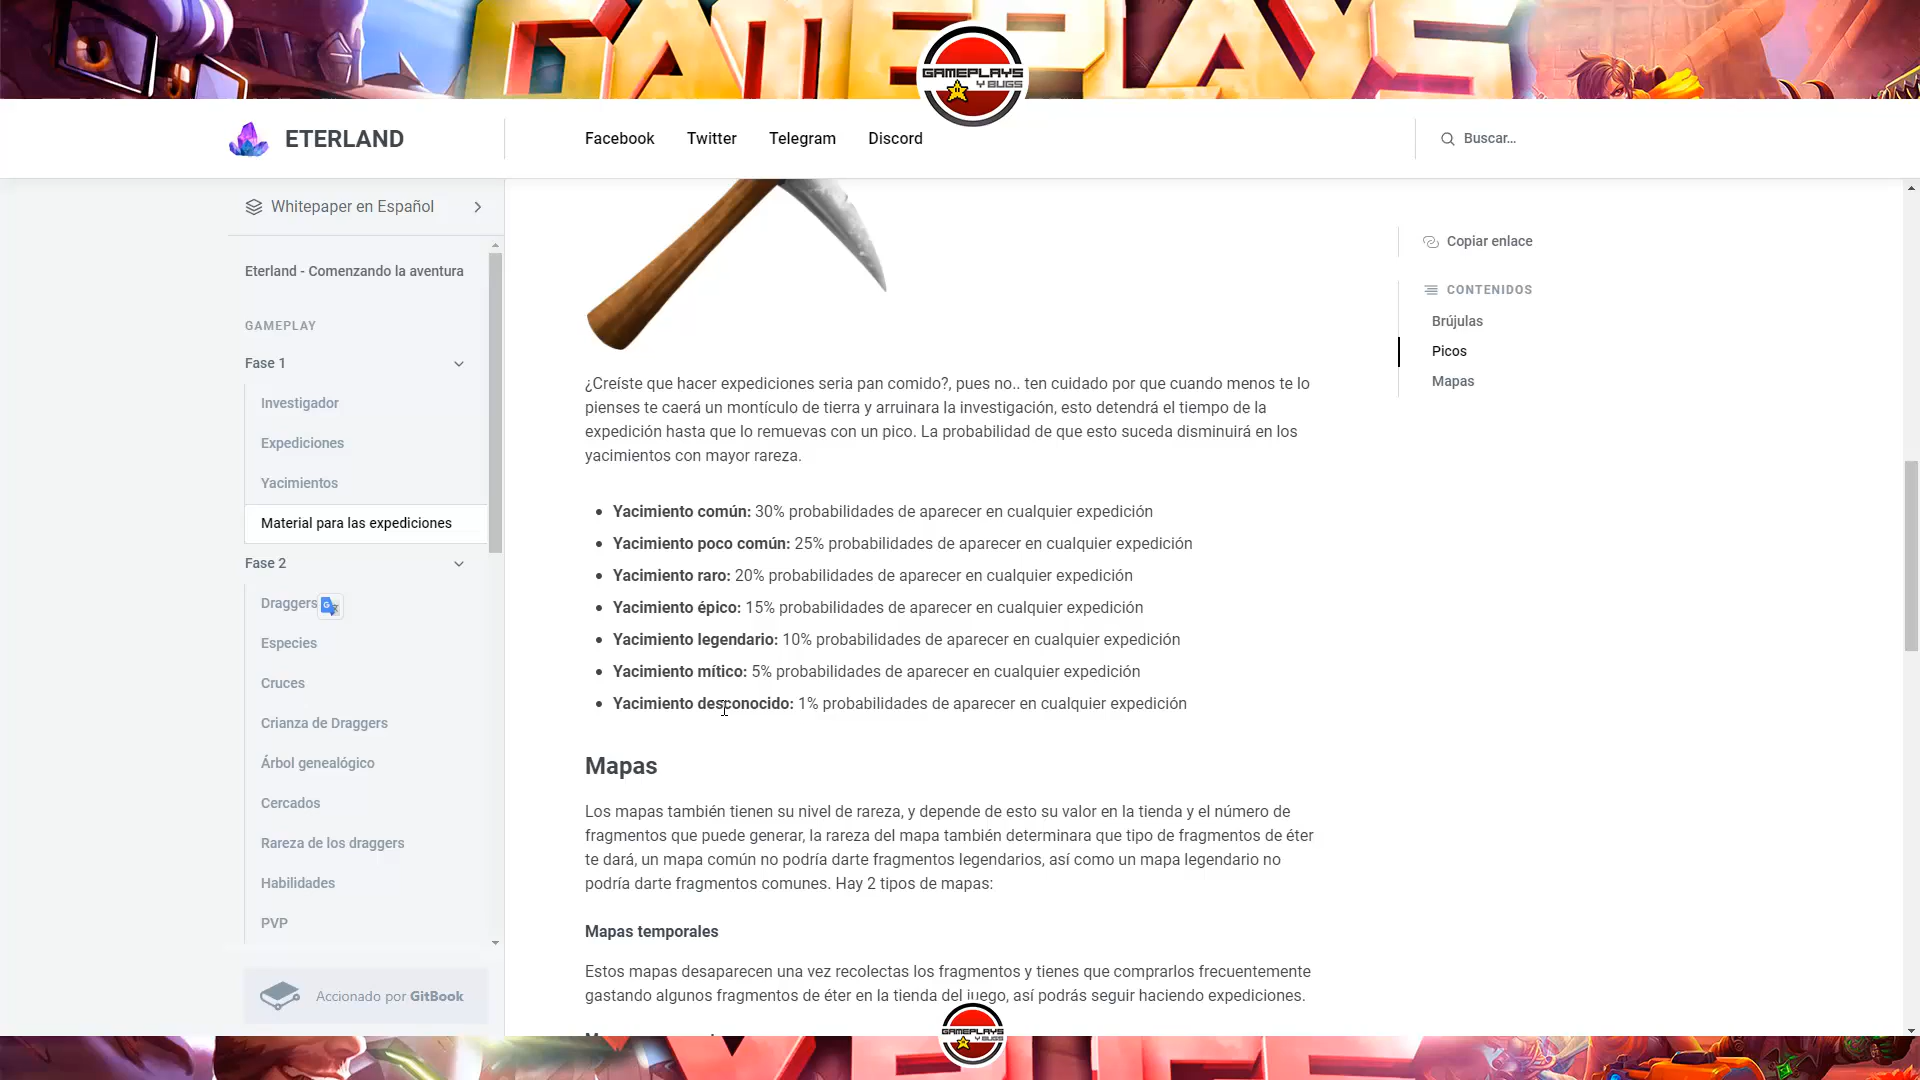 GAMEPLAYS
GAMEPLAYS
Y BUGS
ETERLAND
Facebook
Twitter
Telegram
Discord
Buscar...
Whitepaper en Español
Eterland - Comenzando la aventura
GAMEPLAY
Fase 1
Investigador
Expediciones
Yacimientos
Material para las expediciones
Fase 2
Draggers
Especies
Cruces
Crianza de Draggers
Árbol genealógico
Cercados
Rareza de los draggers
Habilidades
PVP
Accionado por GitBook
¿Creíste que hacer expediciones seria pan comido?, pues no.. ten cuidado por que cuando menos te lo
pienses te caerá un montículo de tierra y arruinara la investigación, esto detendrá el tiempo de la
expedición hasta que lo remuevas con un pico. La probabilidad de que esto suceda disminuirá en los
yacimientos con mayor rareza.
Yacimiento común: 30% probabilidades de aparecer en cualquier expedición
Yacimiento poco común: 25% probabilidades de aparecer en cualquier expedición
Yacimiento raro: 20% probabilidades de aparecer en cualquier expedición
Yacimiento épico: 15% probabilidades de aparecer en cualquier expedición
Yacimiento legendario: 10% probabilidades de aparecer en cualquier expedición
Yacimiento mítico: 5% probabilidades de aparecer en cualquier expedición
Yacimiento desconocido: 1% probabilidades de aparecer en cualquier expedición
Mapas
Los mapas también tienen su nivel de rareza, y depende de esto su valor en la tienda y el número de
fragmentos que puede generar, la rareza del mapa también determinara que tipo de fragmentos de éter
te dará, un mapa común no podría darte fragmentos legendarios, así como un mapa legendario no
podría darte fragmentos comunes. Hay 2 tipos de mapas:
Mapas temporales
Estos mapas desaparecen una vez recolectas los fragmentos y tienes que comprarlos frecuentemente
gastando algunos fragmentos de éter en la tienda del juego, así podrás seguir haciendo expediciones.
Copiar enlace
CONTENIDOS
Brújulas
Picos
Mapas
GAMEPLAYS
Y BUGS